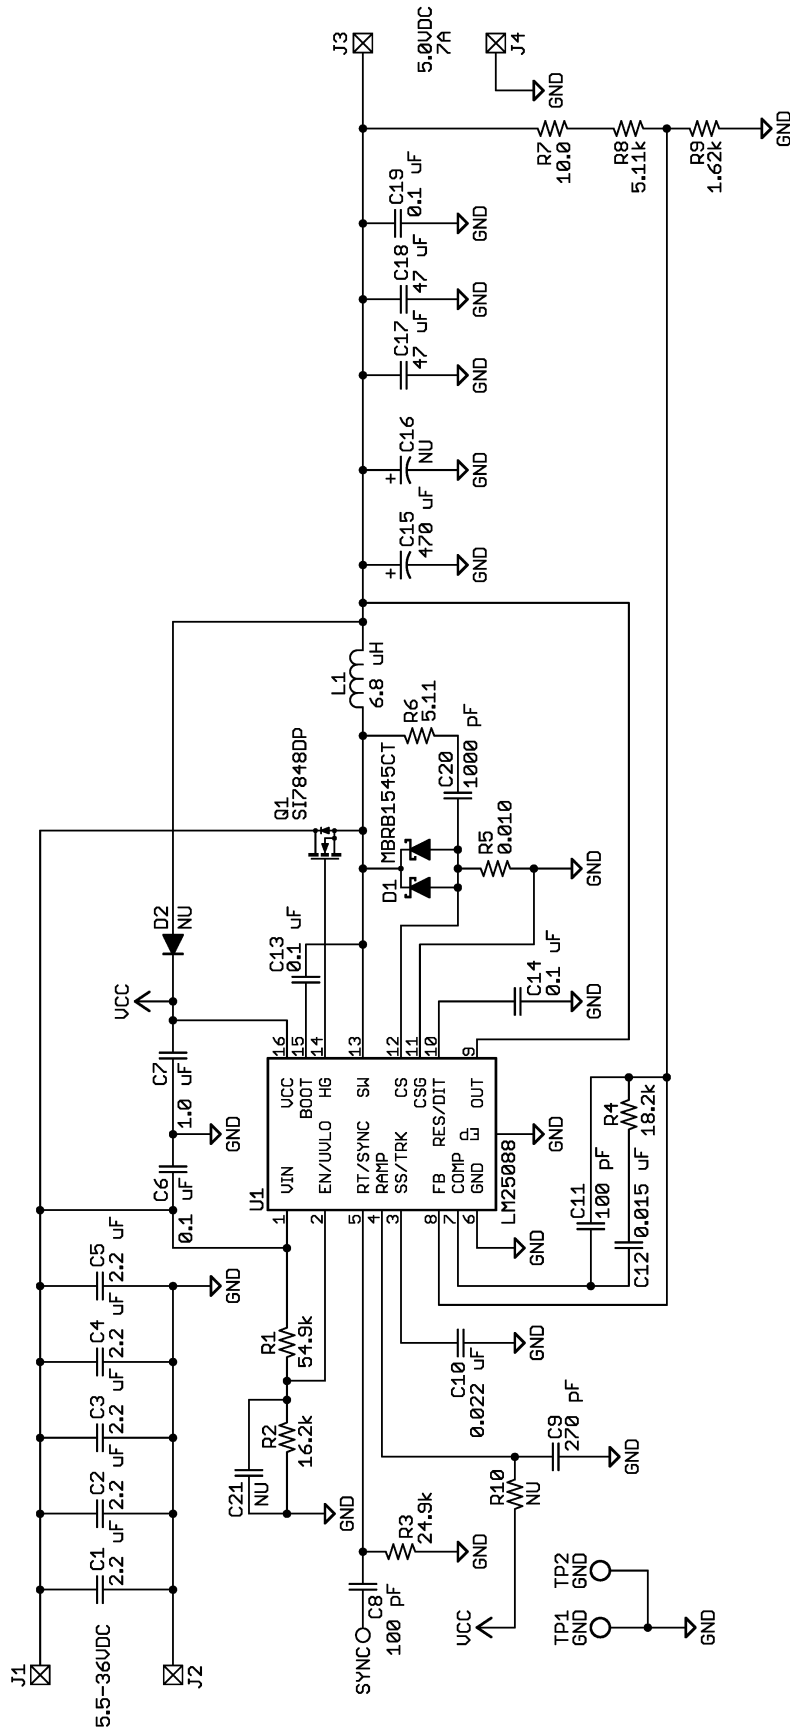 J1
5.5-36VDC
J2
C1
2.2 uF
C2
2.2 uF
C3
2.2 uF
C4
2.2 uF
C5
2.2 uF
GND
C6
0.1 uF
GND
C7
1.0 uF
VCC
D2
NU
C21
NU
R2
16.2k
GND
R1
54.9k
SYNC
C8
100 pF
R3
24.9k
GND
VCC
R10
NU
C9
270 pF
GND
C10
0.022 uF
GND
TP1
GND
TP2
GND
GND
U1
LM25088
1 VIN
2 EN/UVLO
5 RT/SYNC
4 RAMP
3 SS/TRK
8 FB
7 COMP
6 GND
EP
VCC 16
BOOT 15
HG 14
SW 13
CS 12
CSG 11
RES/DIT 10
OUT 9
GND
GND
C11
100 pF
C12
0.015 uF
R4
18.2k
C13
0.1 uF
C14
0.1 uF
GND
Q1
SI7848DP
D1
MBRB1545CT
R5
0.010
GND
C20
1000 pF
R6
5.11
L1
6.8 uH
C15
470 uF
+
GND
C16
NU
+
GND
C17
47 uF
GND
C18
47 uF
GND
C19
0.1 uF
GND
J3
5.0VDC
7A
J4
GND
R7
10.0
R8
5.11k
R9
1.62k
GND